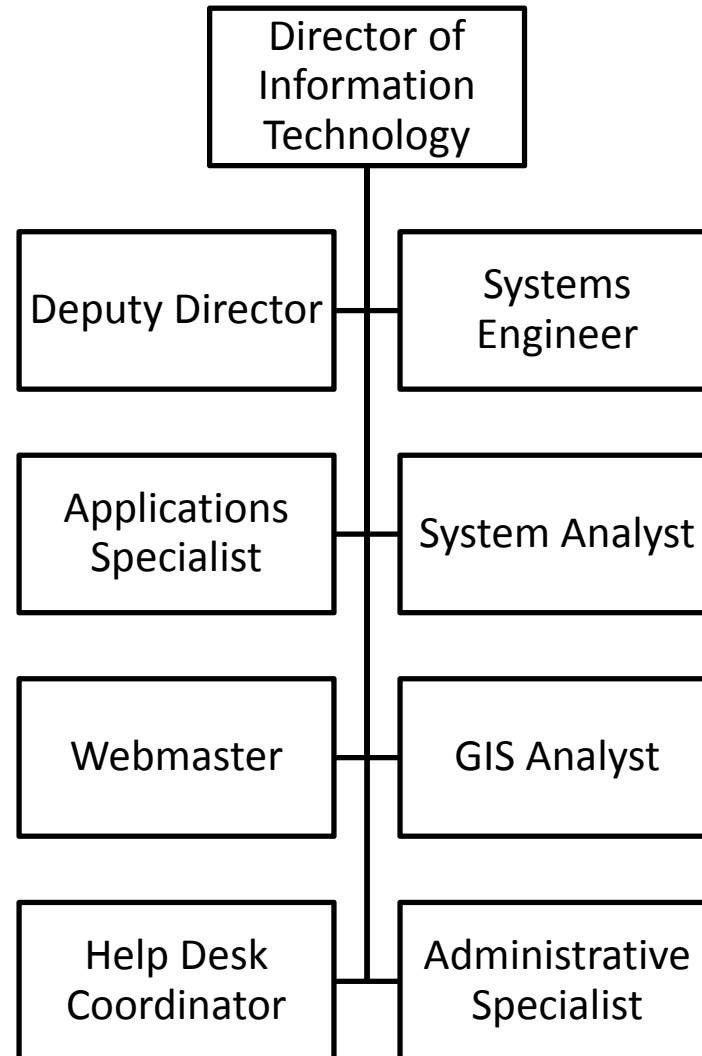 Director of
Information
Technology
Deputy Director
Systems
Engineer
Applications
Specialist
System Analyst
Webmaster
GIS Analyst
Help Desk
Coordinator
Administrative
Specialist